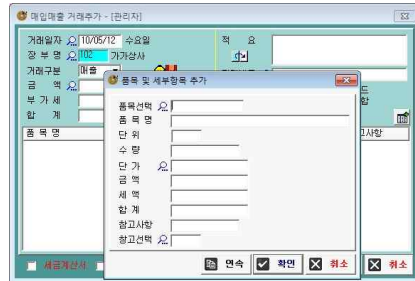 매입매출 거래추가 - [관리자]
거래일자 10/05/12 수요일
적 요
장 부 명 102 가가상사
거래구분 매출
금 액
부 가 세
합 계
품 목 명
품목 및 세부항목 추가
품목선택
품 목 명
단 위
수 량
단 가
금 액
세 액
합 계
참고사항
창고선택
연속 확인 취소
세금계산서
취소